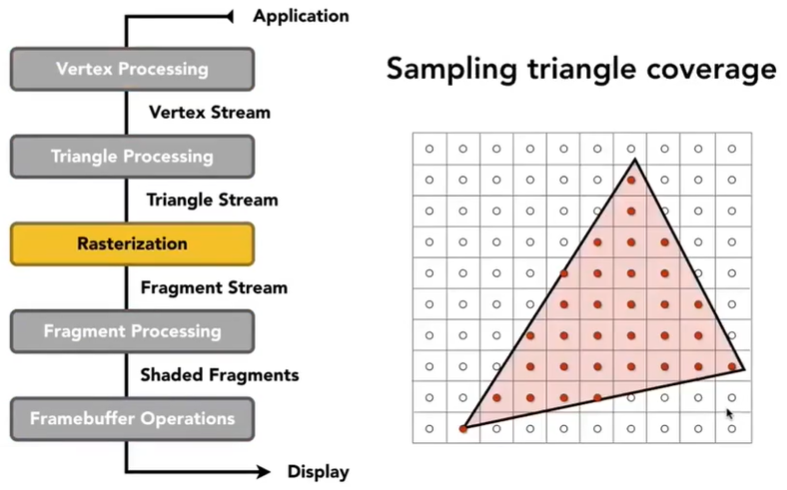 Application
Vertex Processing
Vertex Stream
Triangle Processing
Triangle Stream
Rasterization
Fragment Stream
Fragment Processing
Shaded Fragments
Framebuffer Operations
Display
Sampling triangle coverage